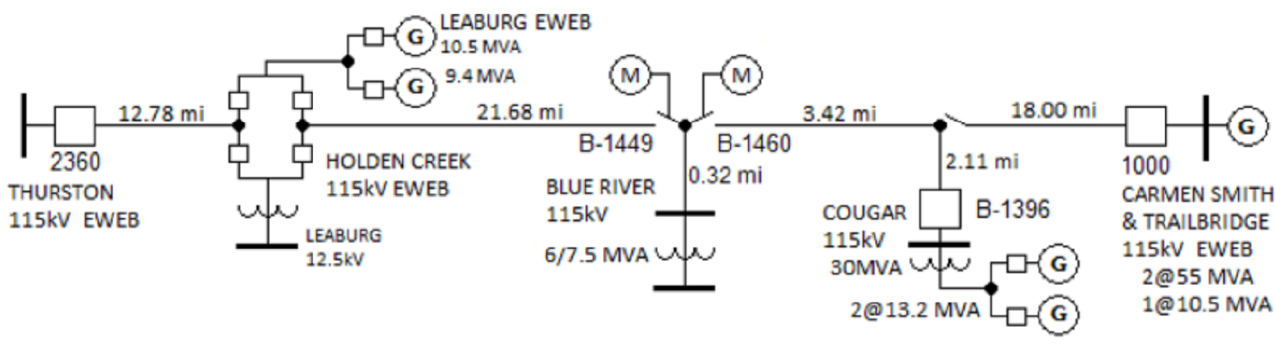 LEABURG EWEB
10.5 MVA
G
9.4 MVA
G
M
M
12.78 mi
21.68 mi
3.42 mi
18.00 mi
2360
THURSTON
115kV EWEB
HOLDEN CREEK
115kV EWEB
LEABURG
12.5kV
B-1449
B-1460
0.32 mi
BLUE RIVER
115kV
6/7.5 MVA
2.11 mi
B-1396
COUGAR
115kV
30MVA
2@13.2 MVA
G
G
G
1000
CARMEN SMITH
& TRAILBRIDGE
115kV EWEB
2@55 MVA
1@10.5 MVA